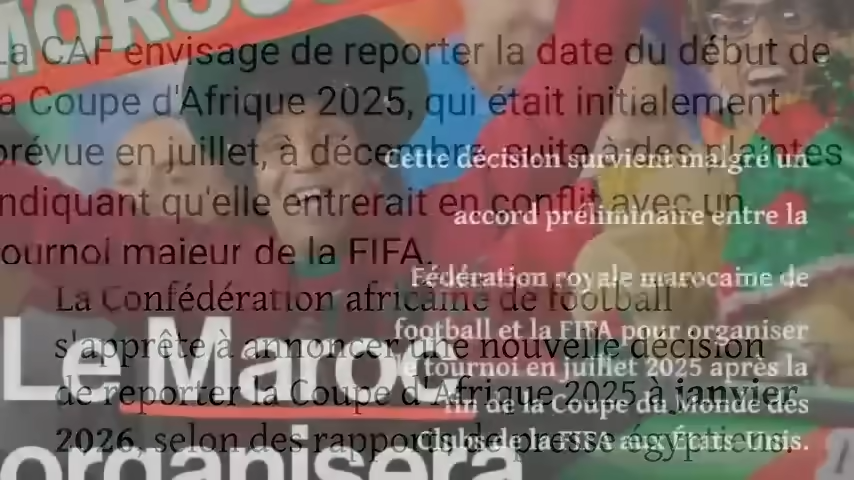 MOROCCO
La CAF envisage de reporter la date du début de
la Coupe d'Afrique 2025, qui était initialement
prévue en juillet, à décembre, suite à des plaintes
indiquant qu'elle entrerait en conflit avec un
tournoi majeur de la FIFA.
Cette décision survient malgré un
accord préliminaire entre la
Fédération royale marocaine de
football et la FIFA pour organiser
le tournoi en juillet 2025 après la
fin de la Coupe du Monde des
Clubs de la FIFA aux États-Unis.
La Confédération africaine de football
s'apprête à annoncer une nouvelle décision
de reporter la Coupe d'Afrique 2025 à janvier
2026, selon des rapports de presse égyptiens.
Le Maroc
organisera